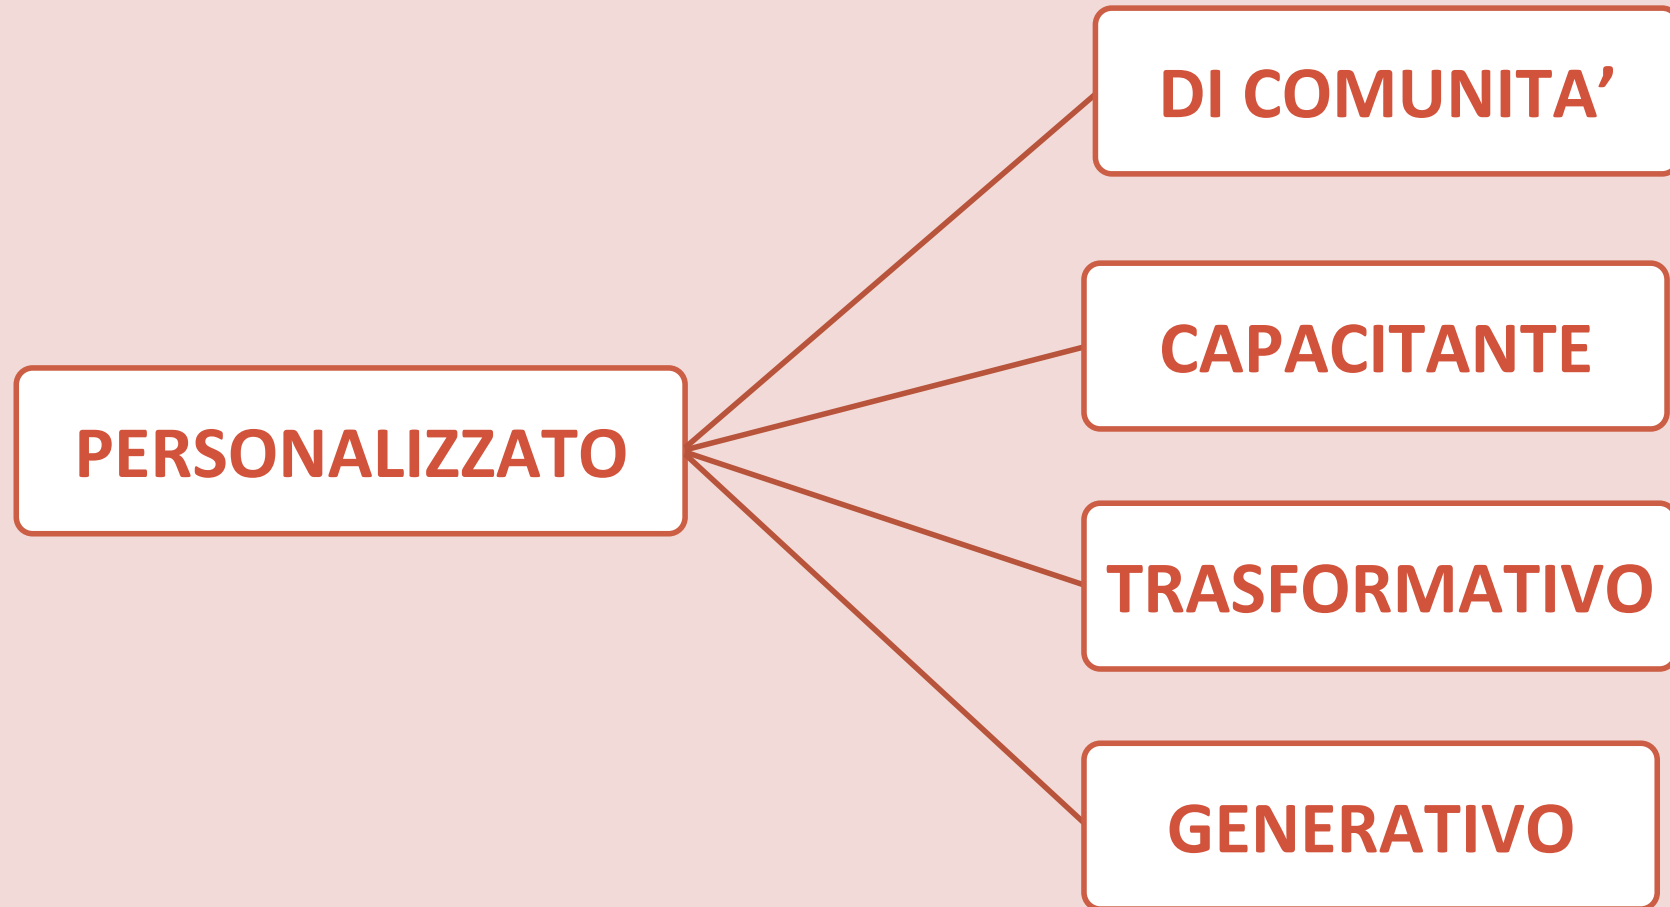 DI COMUNITA’
CAPACITANTE
PERSONALIZZATO
TRASFORMATIVO
GENERATIVO